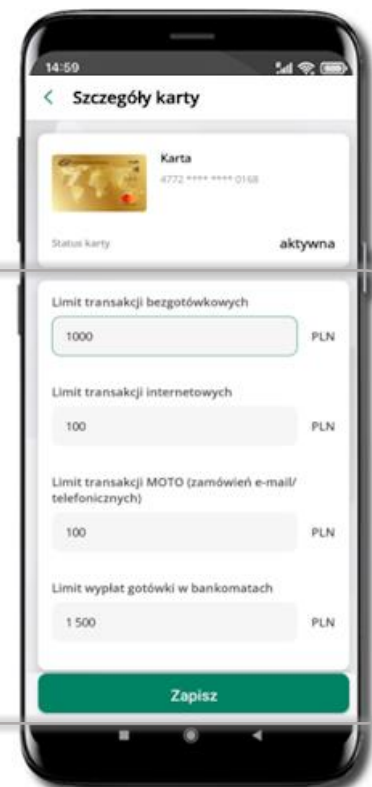 14:59
Szczegóły karty
Karta
4772 **** **** 0168
Status karty
aktywna
Limit transakcji bezgotówkowych
1000 PLN
Limit transakcji internetowych
100 PLN
Limit transakcji MOTO (zamówień e-mail/
telefonicznych)
100 PLN
Limit wypłat gotówki w bankomatach
1 500 PLN
Zapisz